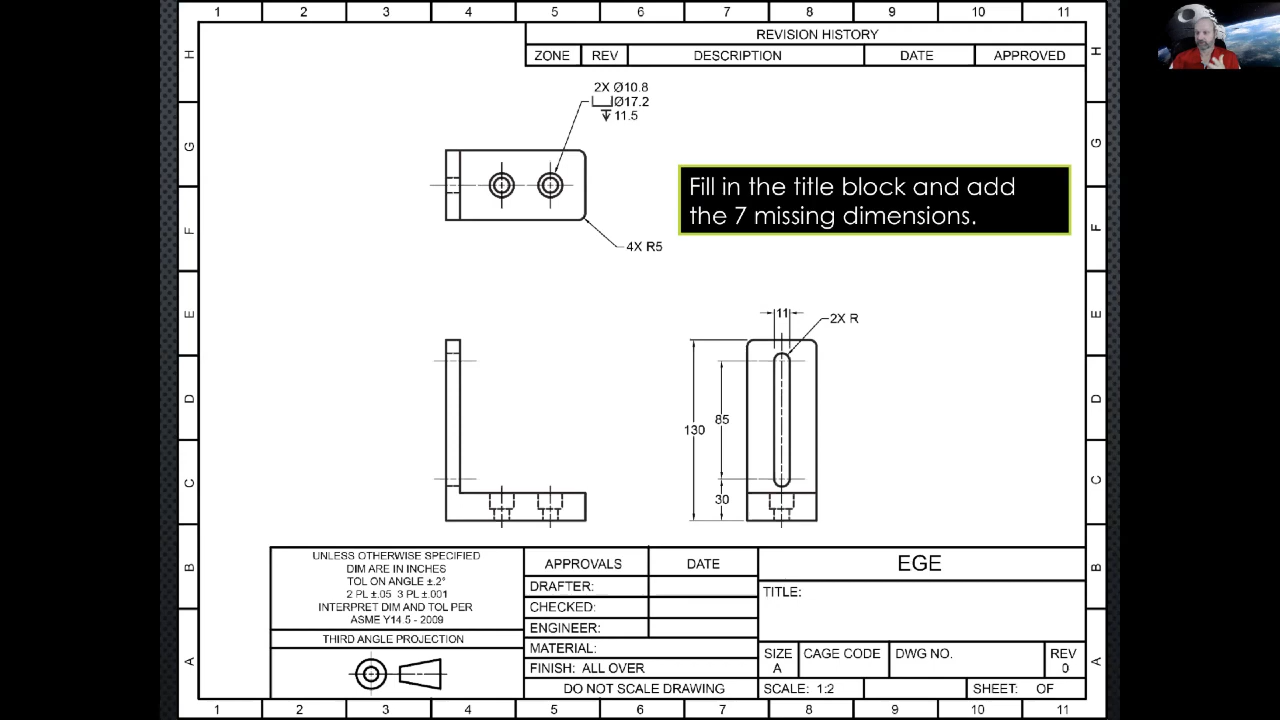 1 2 3 4 5 6 7 8 9 10 11
H H
REVISION HISTORY
ZONE REV DESCRIPTION DATE APPROVED
2X Ø10.8
⌴ Ø17.2
↧ 11.5
G G
Fill in the title block and add
the 7 missing dimensions.
F F
4X R5
E E
11
2X R
D D
85
130
C C
30
UNLESS OTHERWISE SPECIFIED
DIM ARE IN INCHES
TOL ON ANGLE ±.2°
2 PL ±.05 3 PL ±.001
INTERPRET DIM AND TOL PER
ASME Y14.5 - 2009
THIRD ANGLE PROJECTION
B B
APPROVALS DATE
DRAFTER:
CHECKED:
ENGINEER:
MATERIAL:
FINISH: ALL OVER
DO NOT SCALE DRAWING
EGE
TITLE:
SIZE
A
CAGE CODE
DWG NO.
REV
0
SCALE: 1:2
SHEET: OF
A A
1 2 3 4 5 6 7 8 9 10 11